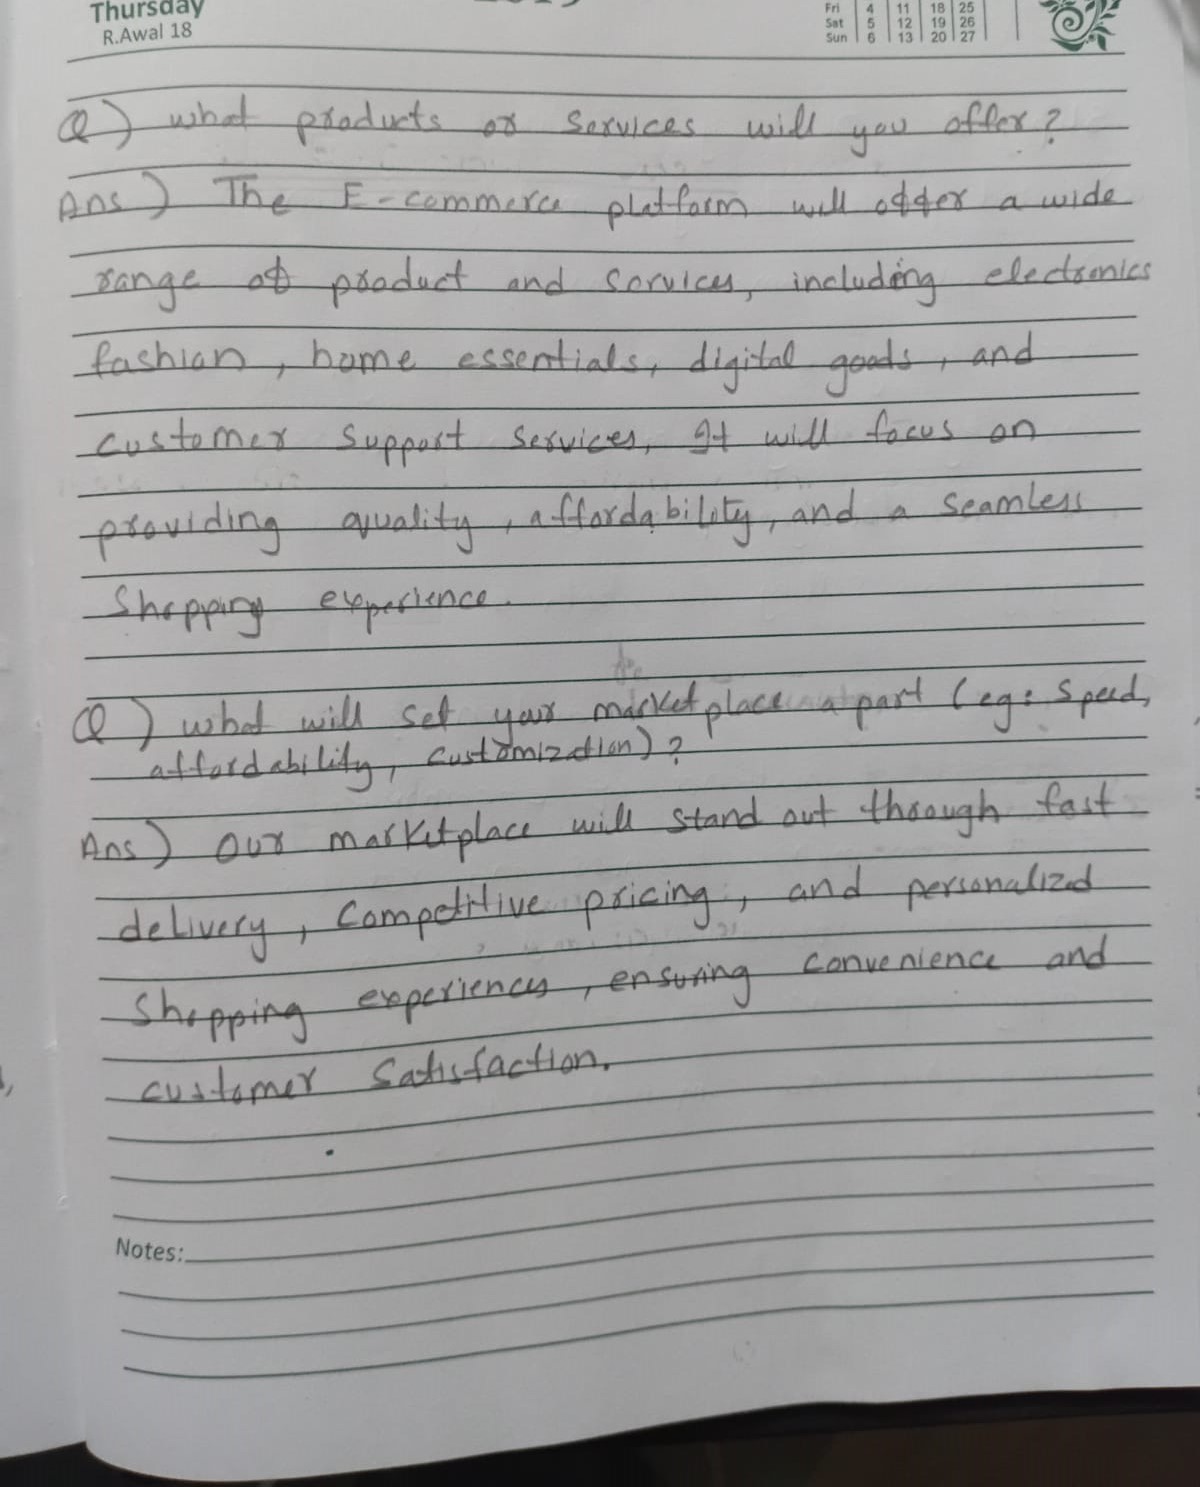 Thursday
R.Awal 18
Fri 4 11 18 25
Sat 5 12 19 26
Sun 6 13 20 27
Q) what products or Services will you offer?
Ans) The E-commerce platform will offer a wide
range of product and services, including electronics
fashion, home essentials, digital goods, and
customer support services, It will focus on
providing quality, affordability, and a seamless
Shopping experience.
Q) what will set your marketplace apart (eg: Speed,
affordability, customization)?
Ans) Our marketplace will stand out through fast
delivery, competitive pricing, and personalized
Shopping experiences, ensuring convenience and
customer Satisfaction.
Notes: